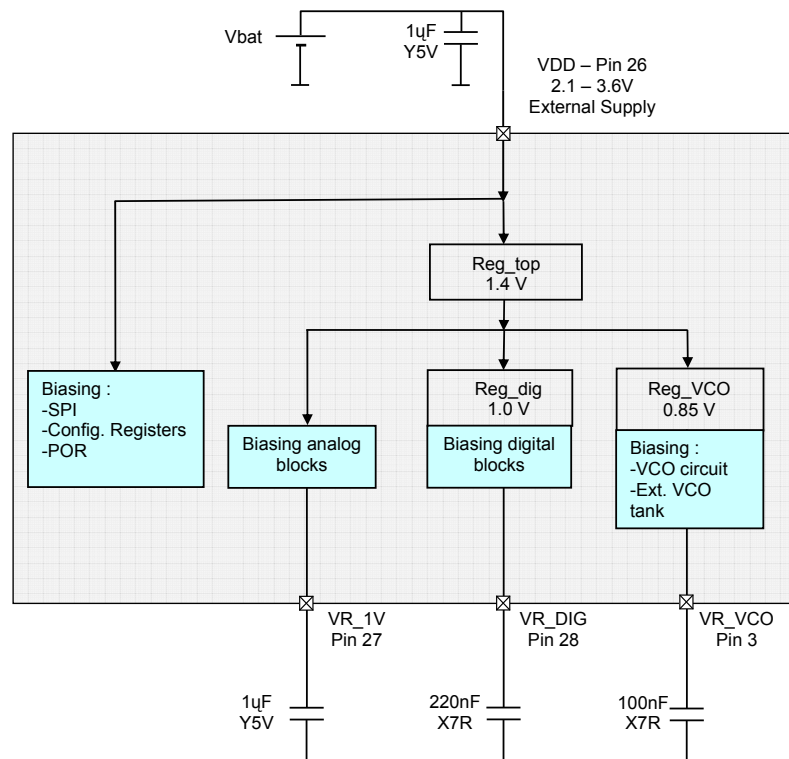 Vbat
1ųF
Y5V
VDD – Pin 26
2.1 – 3.6V
External Supply
Reg_top
1.4 V
Biasing :
-SPI
-Config. Registers
-POR
Biasing analog
blocks
Reg_dig
1.0 V
Biasing digital
blocks
Reg_VCO
0.85 V
Biasing :
-VCO circuit
-Ext. VCO
tank
VR_1V
Pin 27
VR_DIG
Pin 28
VR_VCO
Pin 3
1ųF
Y5V
220nF
X7R
100nF
X7R